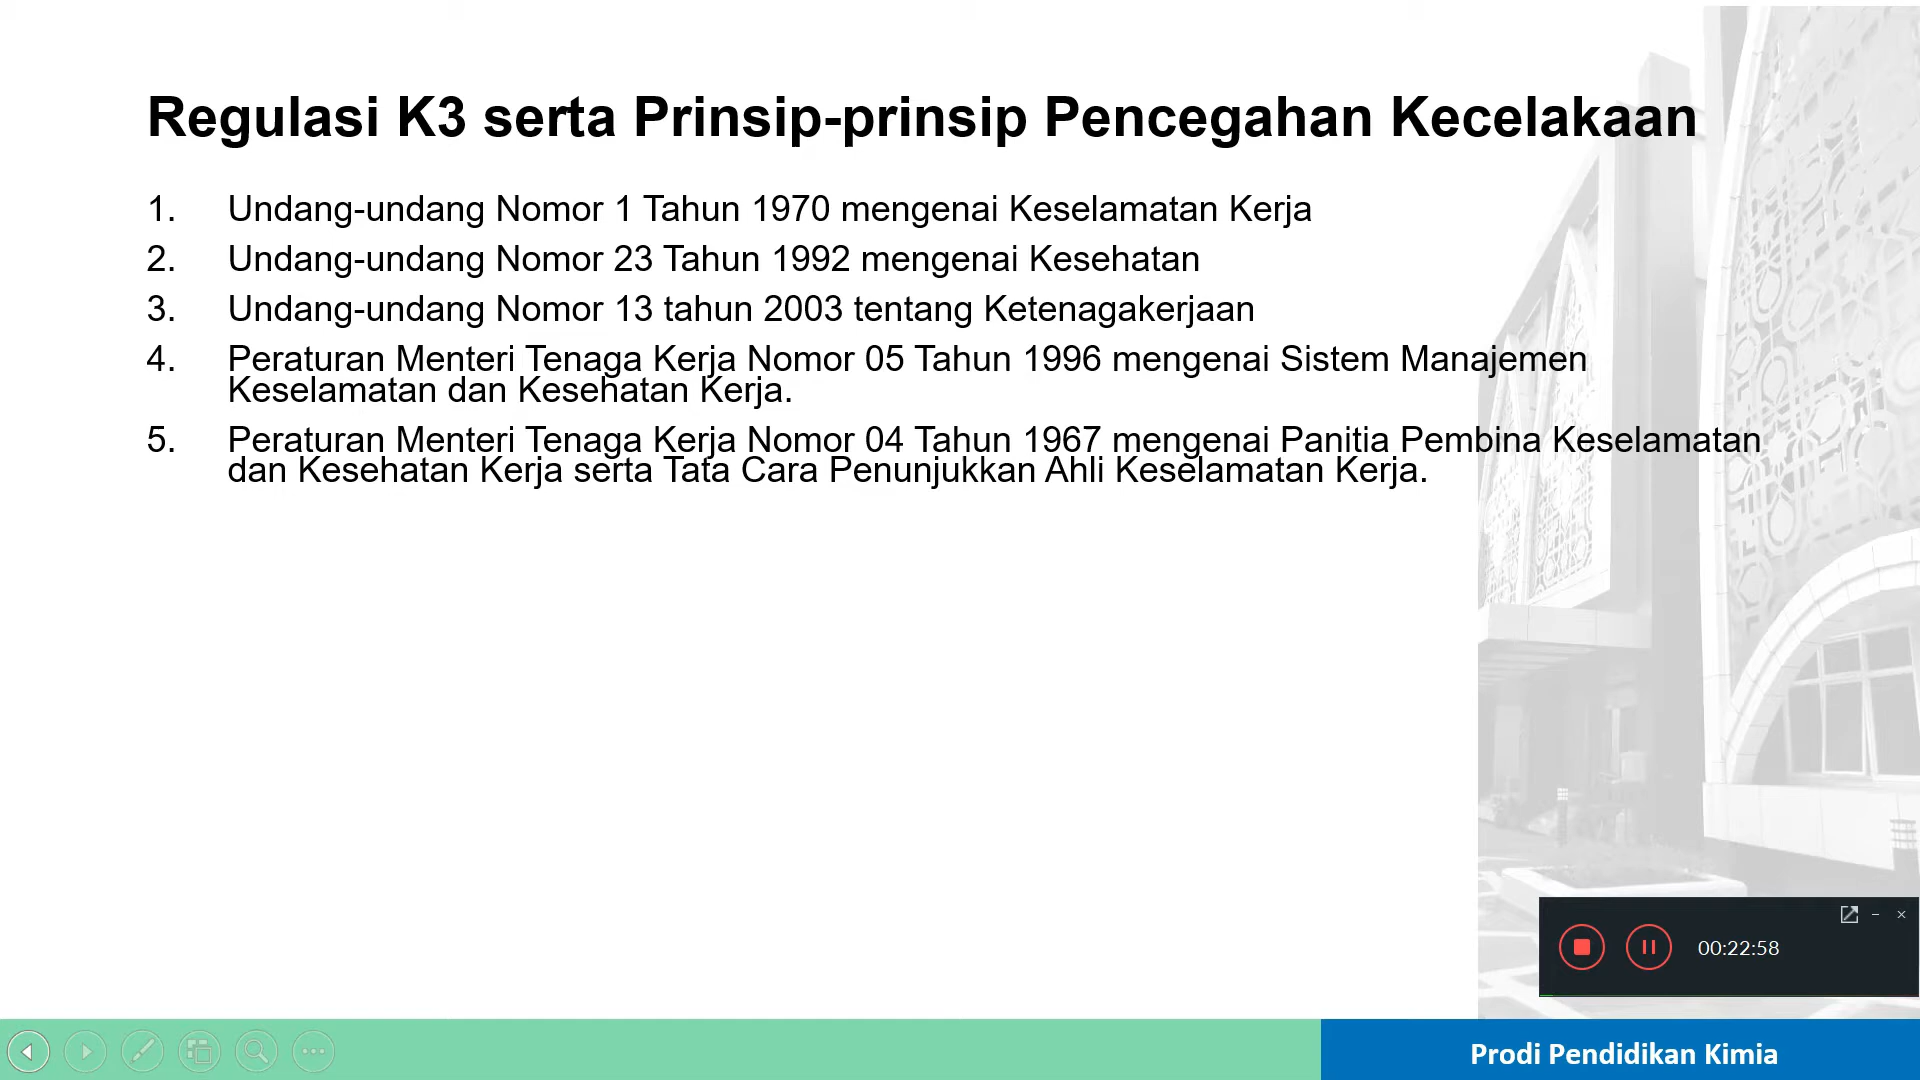 Regulasi K3 serta Prinsip-prinsip Pencegahan Kecelakaan
1. Undang-undang Nomor 1 Tahun 1970 mengenai Keselamatan Kerja
2. Undang-undang Nomor 23 Tahun 1992 mengenai Kesehatan
3. Undang-undang Nomor 13 tahun 2003 tentang Ketenagakerjaan
4. Peraturan Menteri Tenaga Kerja Nomor 05 Tahun 1996 mengenai Sistem Manajemen
Keselamatan dan Kesehatan Kerja.
5. Peraturan Menteri Tenaga Kerja Nomor 04 Tahun 1967 mengenai Panitia Pembina Keselamatan
dan Kesehatan Kerja serta Tata Cara Penunjukkan Ahli Keselamatan Kerja.
00:22:58
Prodi Pendidikan Kimia